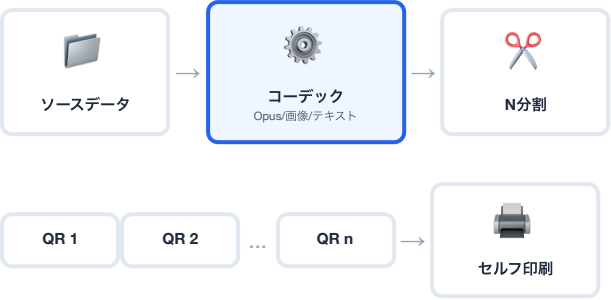 ソースデータ
コーデック
Opus/画像/テキスト
N分割
QR 1
QR 2
...
QR n
セルフ印刷